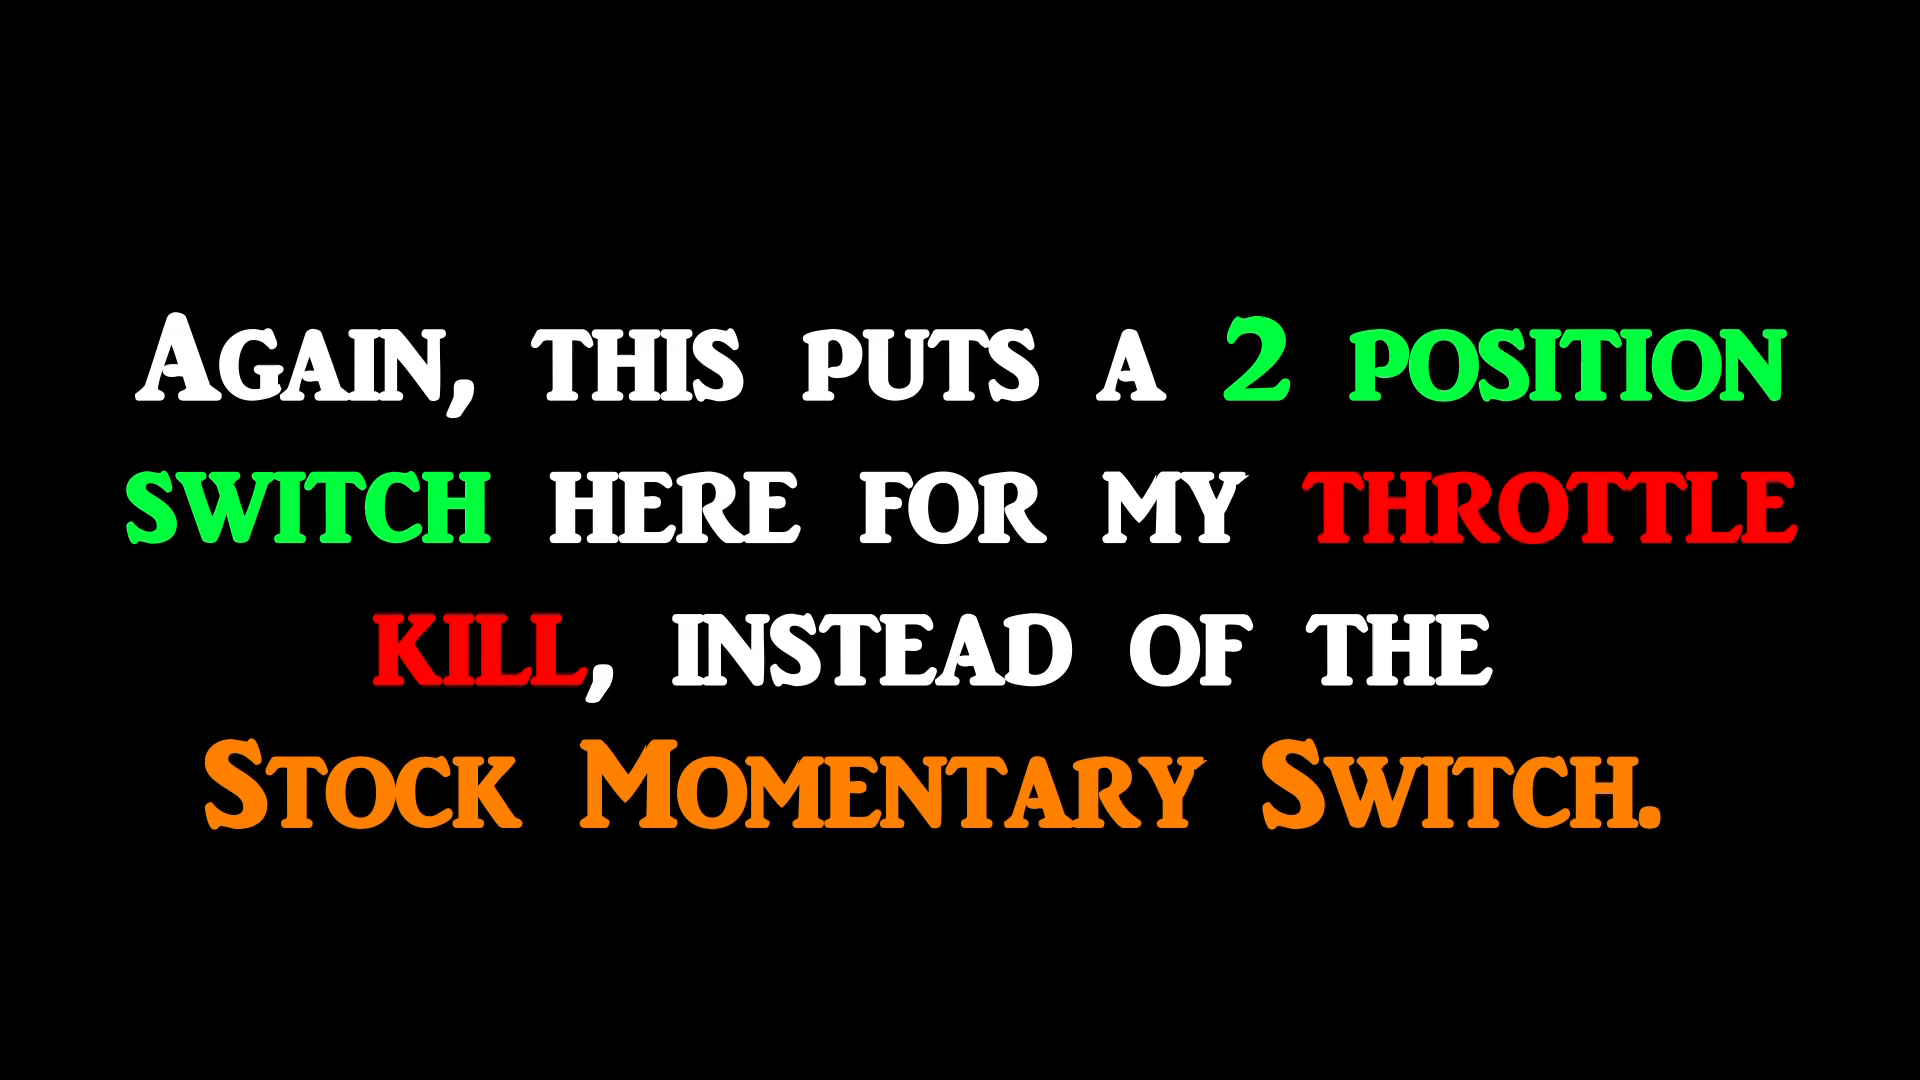 Again, this puts a 2 position
switch here for my throttle
kill, instead of the
Stock Momentary Switch.